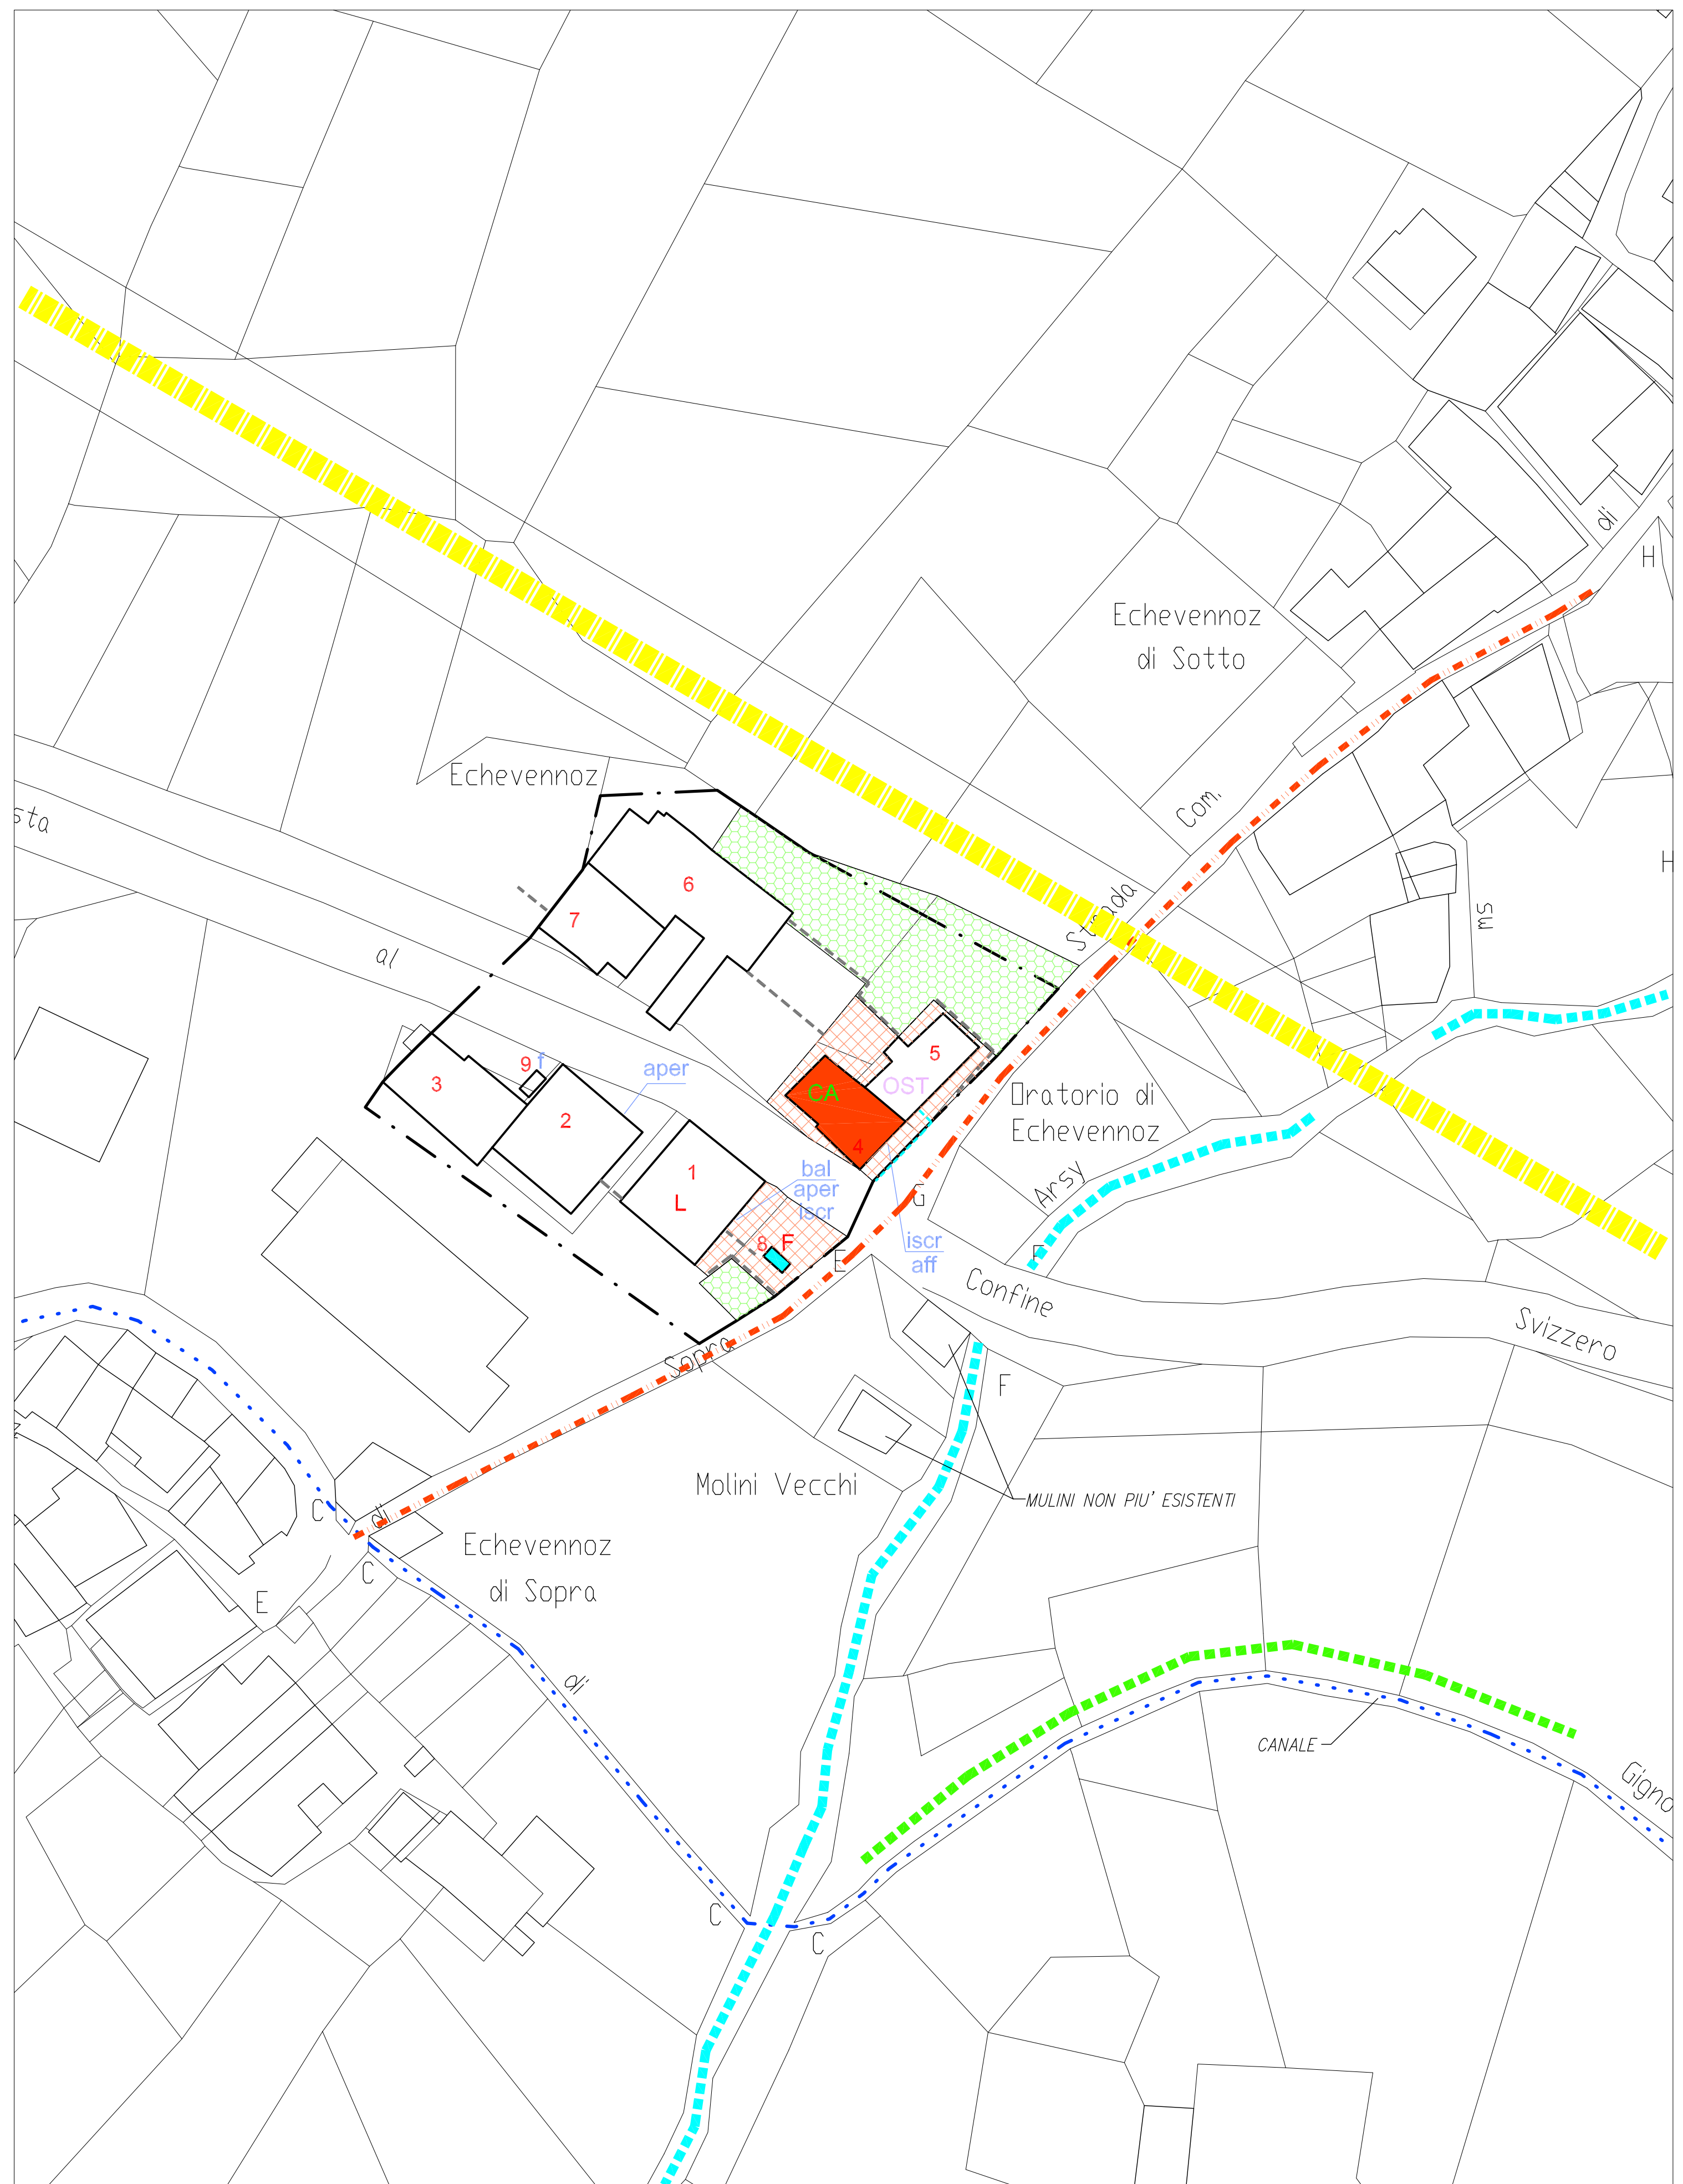 di
H
Echevennoz
di Sotto
Echevennoz
Com.
sta
Strada
H
6
7
SM
al
5
OST
CA
9
f
aper
3
2
4
Oratorio di
Echevennoz
1
L
bal
aper
iscr
Arsy
G
8
F
E
iscr
aff
F
Confine
Svizzero
Sopra
F
Molini Vecchi
MULINI NON PIU' ESISTENTI
C
di
Echevennoz
di Sopra
C
E
di
CANALE
Gigno
C
C